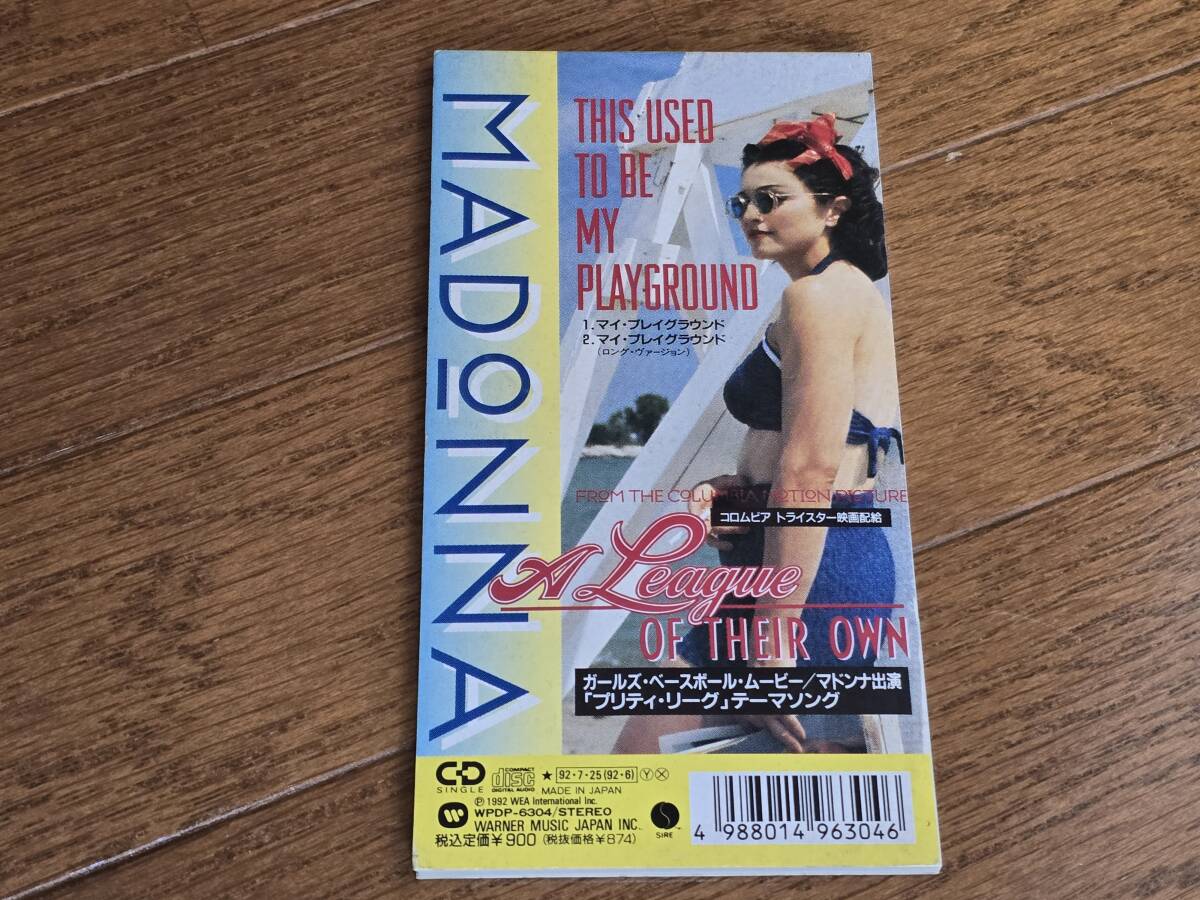 MADONNA
THIS USED
TO BE
MY
PLAYGROUND
1. マイ・プレイグラウンド
2. マイ・プレイグラウンド
(ロング・ヴァージョン)
FROM THE COLUMBIA MOTION PICTURE
コロムビア トライスター映画配給
A League
OF THEIR OWN
ガールズ・ベースボール・ムービー/マドンナ出演
「プリティ・リーグ」テーマソング
CD
SINGLE
COMPACT
disc
DIGITAL AUDIO
★ 92・7・25 (92・6) Ⓨ Ⓧ
MADE IN JAPAN
Ⓟ 1992 WEA International Inc.
WPDP-6304/STEREO
WARNER MUSIC JAPAN INC.
税込定価¥900 (税抜価格¥874)
SIRE
4 988014 963046